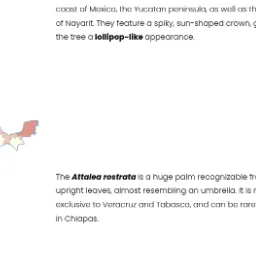 coast of Mexico, the Yucatan peninsula, as well as th
of Nayarit. They feature a spiky, sun-shaped crown, g
the tree a lollipop-like appearance.
The Attalea rostrata is a huge palm recognizable fr
upright leaves, almost resembling an umbrella. It is r
exclusive to Veracruz and Tabasco, and can be rare
in Chiapas.